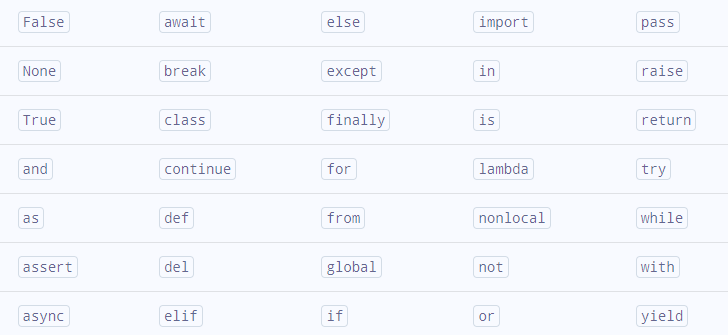 False await else import pass
None break except in raise
True class finally is return
and continue for lambda try
as def from nonlocal while
assert del global not with
async elif if or yield